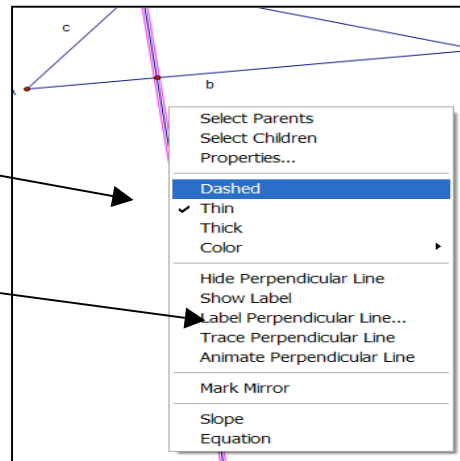 c
b
Select Parents
Select Children
Properties...
Dashed
Thin
Thick
Color
Hide Perpendicular Line
Show Label
Label Perpendicular Line...
Trace Perpendicular Line
Animate Perpendicular Line
Mark Mirror
Slope
Equation